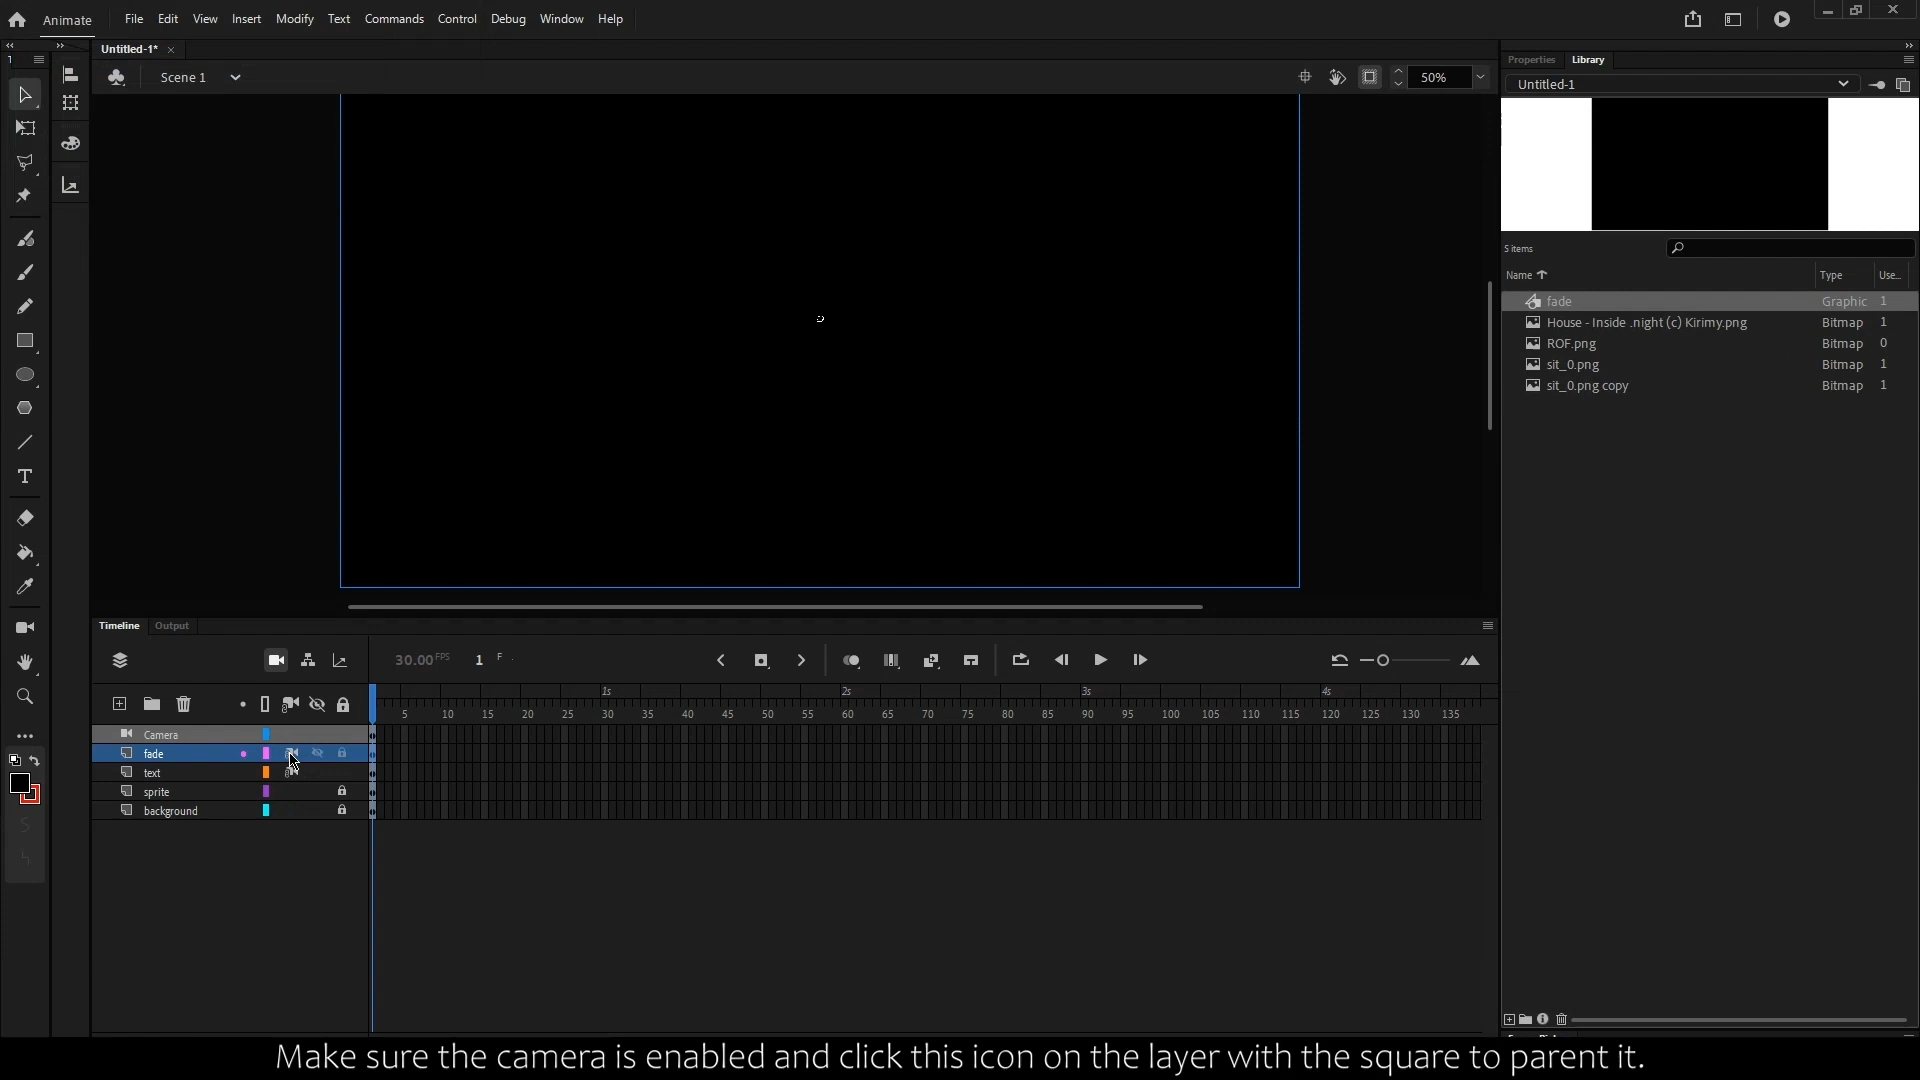 Animate File Edit View Insert Modify Text Commands Control Debug Window Help
Untitled-1*
Scene 1
50%
Properties Library
Untitled-1
5 items
Name Type Use...
fade Graphic 1
House - Inside .night (c) Kirimy.png Bitmap 1
ROF.png Bitmap 0
sit_0.png Bitmap 1
sit_0.png copy Bitmap 1
Timeline Output
30.00 FPS 1 F
1s 2s 3s 4s
5 10 15 20 25 30 35 40 45 50 55 60 65 70 75 80 85 90 95 100 105 110 115 120 125 130 135
Camera
fade
text
sprite
background
Make sure the camera is enabled and click this icon on the layer with the square to parent it.